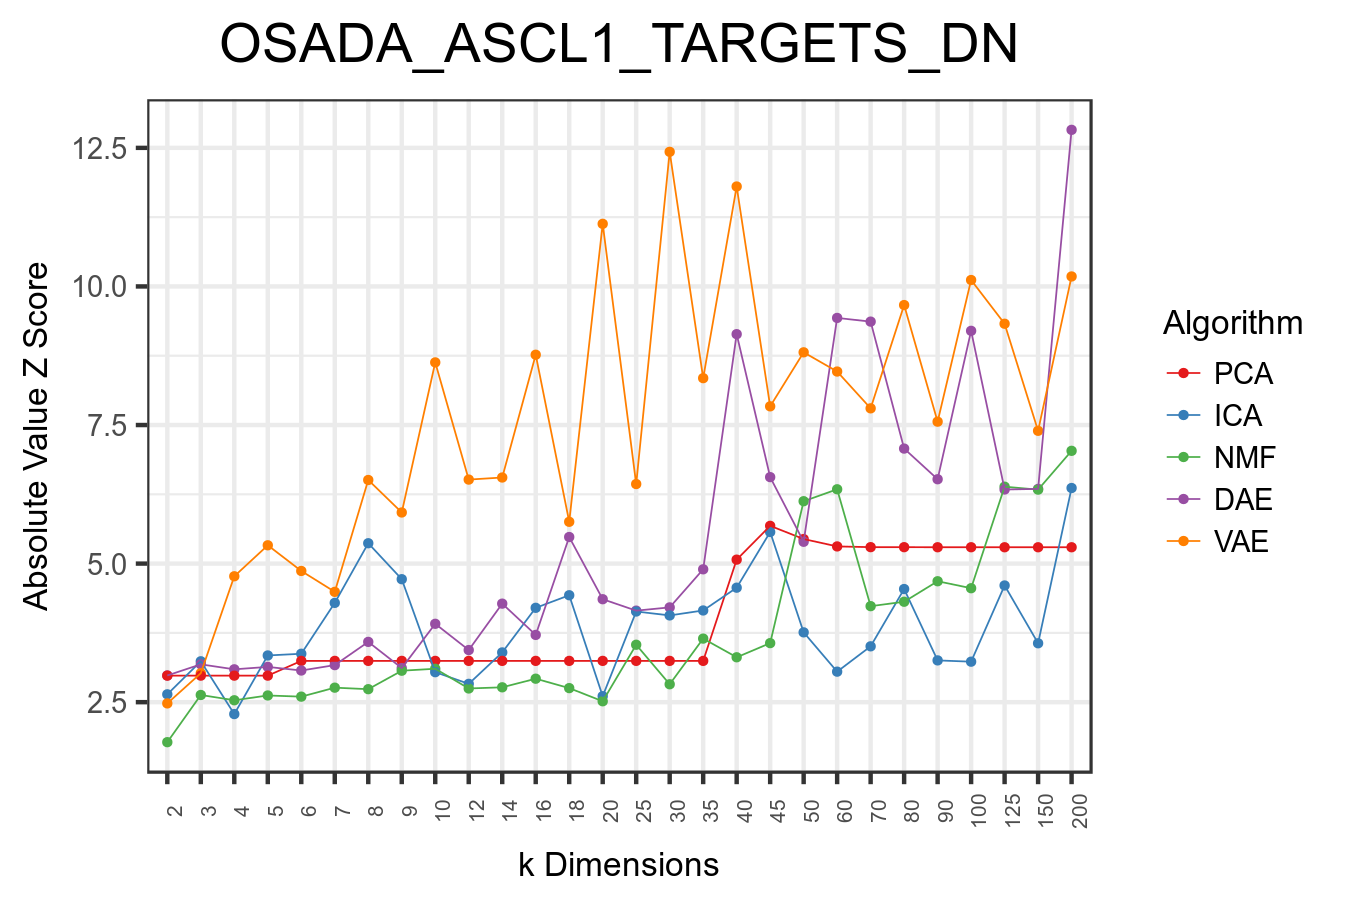 OSADA_ASCL1_TARGETS_DN
Absolute Value Z Score
12.5
10.0
7.5
5.0
2.5
2 3 4 5 6 7 8 9 10 12 14 16 18 20 25 30 35 40 45 50 60 70 80 90 100 125 150 200
k Dimensions
Algorithm
PCA
ICA
NMF
DAE
VAE